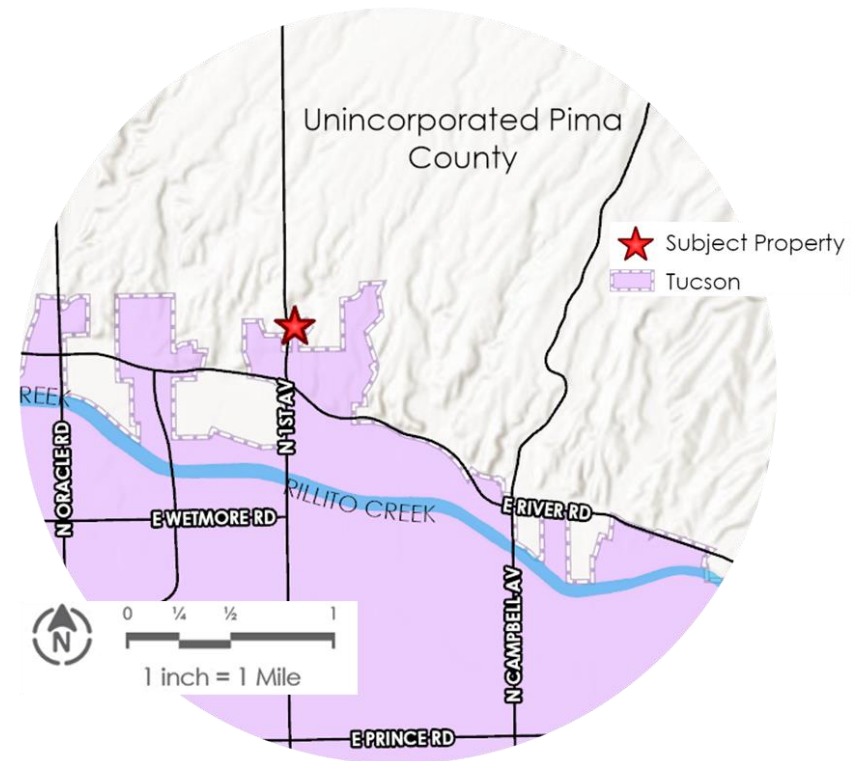 Unincorporated Pima
County
Subject Property
Tucson
REEK
N ORACLE RD
N 1ST AV
RILLITO CREEK
E WETMORE RD
E RIVER RD
N CAMPBELL AV
N
0 ¼ ½ 1
1 inch = 1 Mile
E PRINCE RD